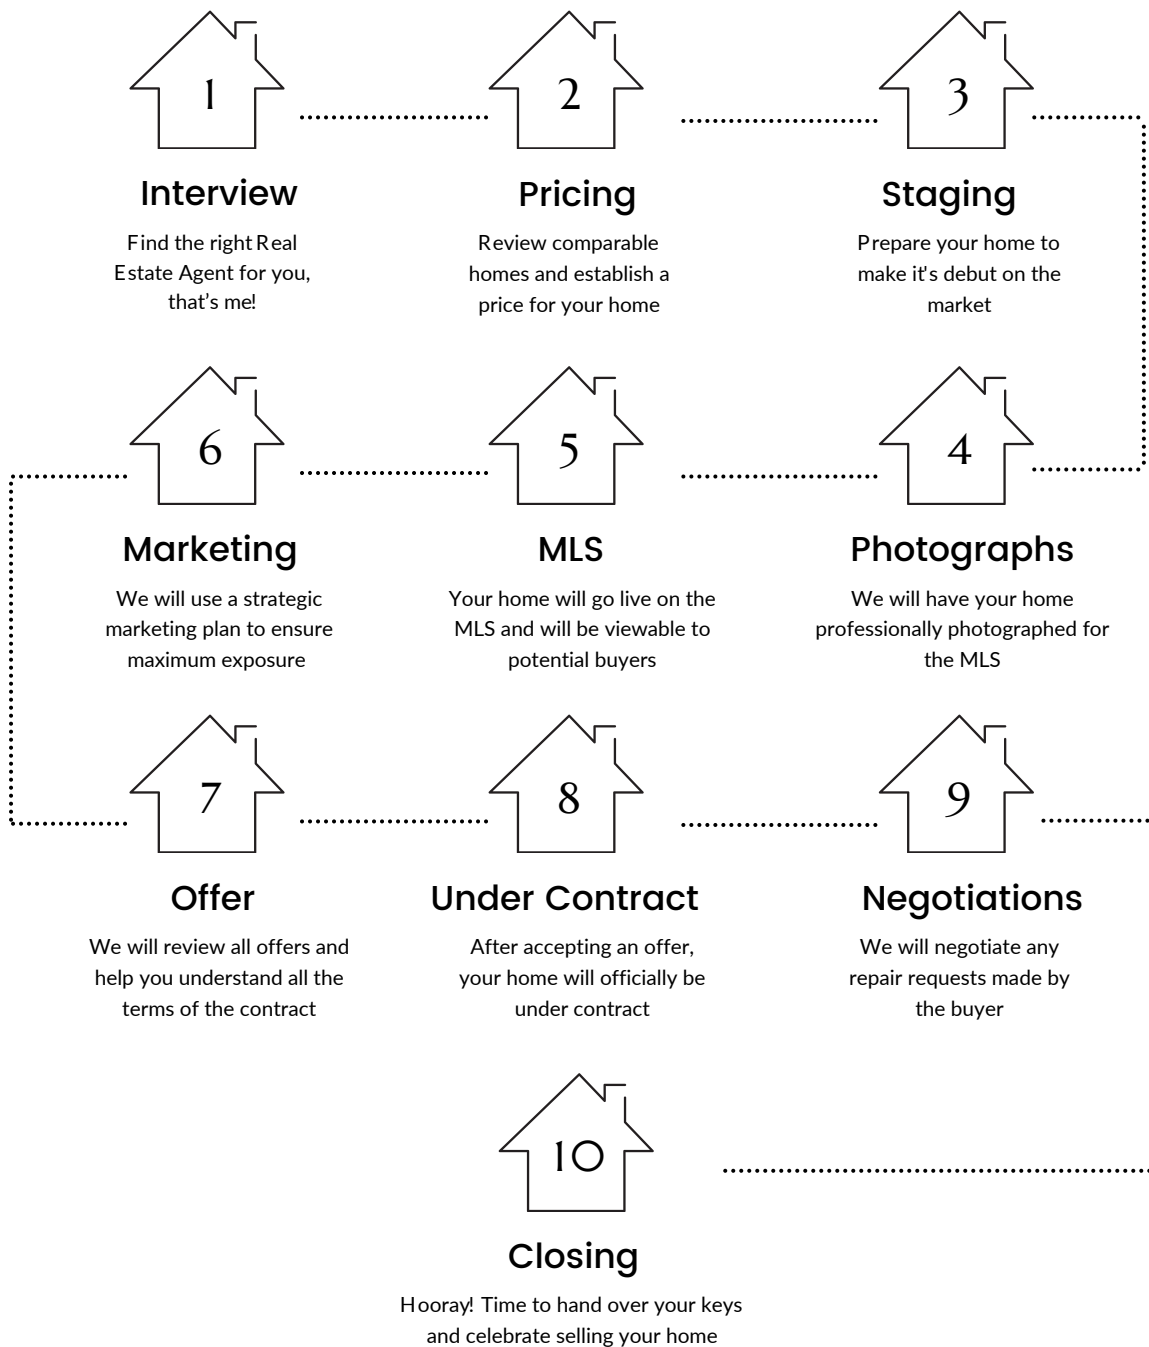 1
Interview
Find the right Real
Estate Agent for you,
that’s me!
2
Pricing
Review comparable
homes and establish a
price for your home
3
Staging
Prepare your home to
make it's debut on the
market
4
Photographs
We will have your home
professionally photographed for
the MLS
5
MLS
Your home will go live on the
MLS and will be viewable to
potential buyers
6
Marketing
We will use a strategic
marketing plan to ensure
maximum exposure
7
Offer
We will review all offers and
help you understand all the
terms of the contract
8
Under Contract
After accepting an offer,
your home will officially be
under contract
9
Negotiations
We will negotiate any
repair requests made by
the buyer
10
Closing
Hooray! Time to hand over your keys
and celebrate selling your home